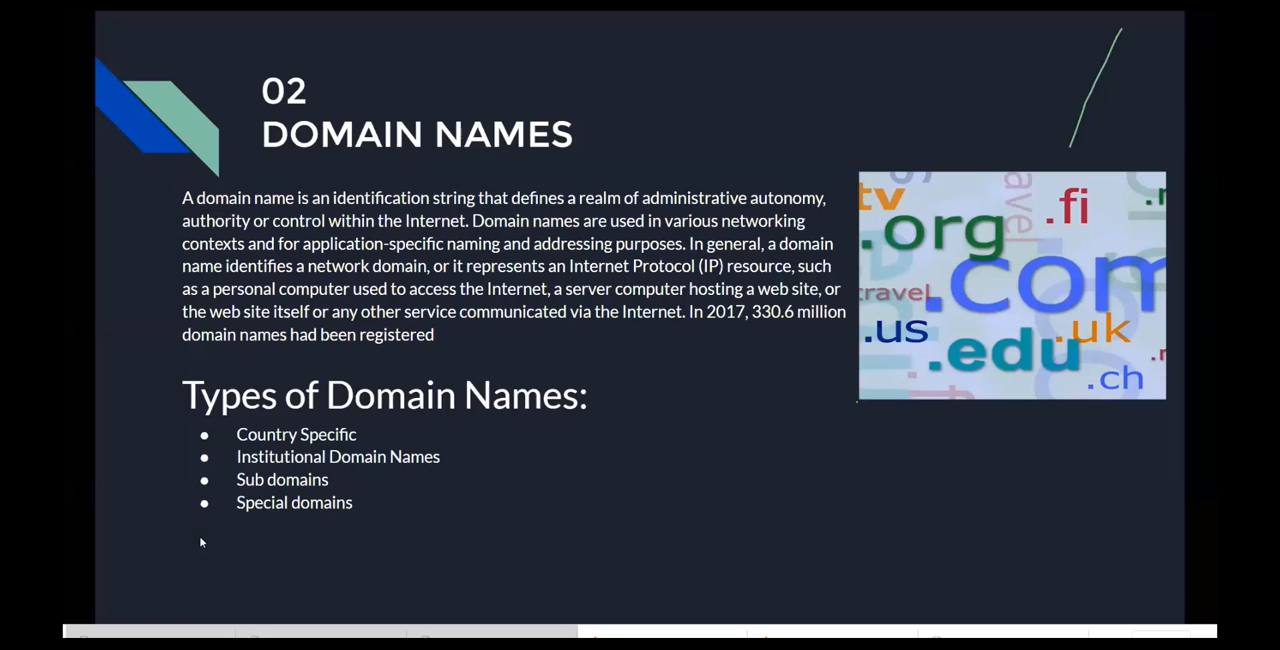 02
DOMAIN NAMES
A domain name is an identification string that defines a realm of administrative autonomy,
authority or control within the Internet. Domain names are used in various networking
contexts and for application-specific naming and addressing purposes. In general, a domain
name identifies a network domain, or it represents an Internet Protocol (IP) resource, such
as a personal computer used to access the Internet, a server computer hosting a web site, or
the web site itself or any other service communicated via the Internet. In 2017, 330.6 million
domain names had been registered
tv
.fi
.org
.com
travel
.us
.uk
.edu
.ch
Types of Domain Names:
● Country Specific
● Institutional Domain Names
● Sub domains
● Special domains